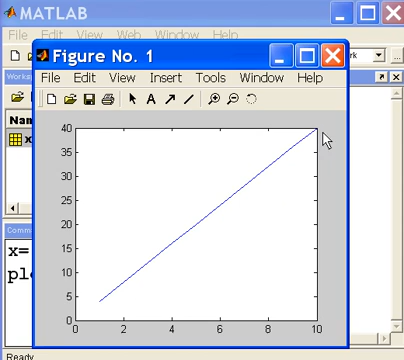 MATLAB
File Edit View Web Window Help
Figure No. 1
File Edit View Insert Tools Window Help
A
40
35
30
25
20
15
10
5
0
0 2 4 6 8 10
x=
Ready